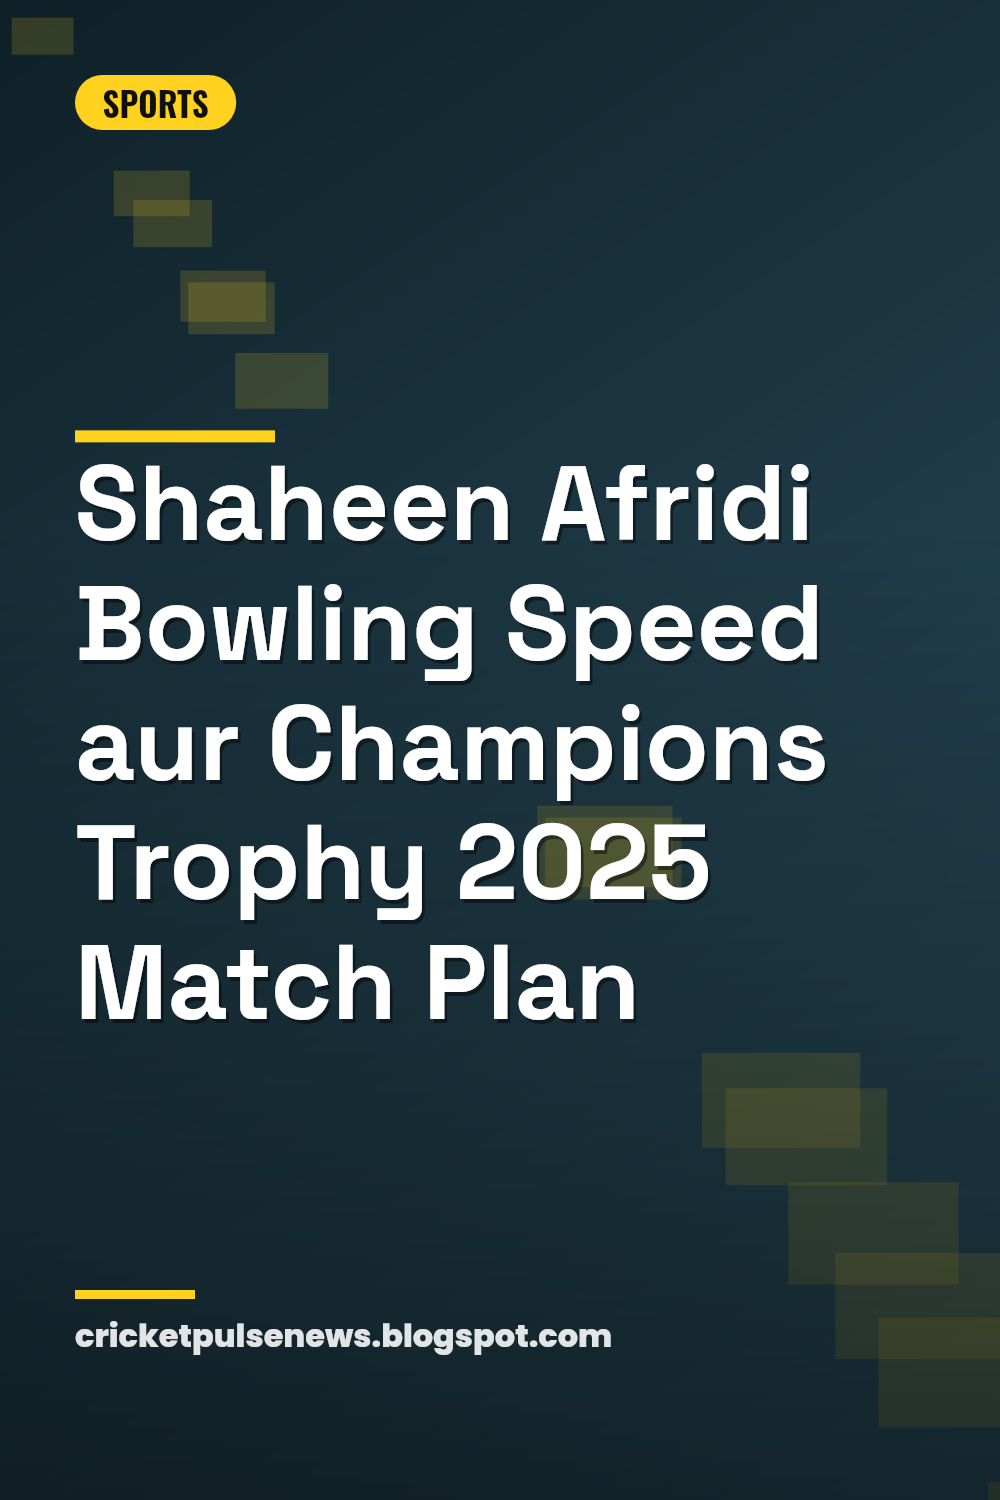 SPORTS
Shaheen Afridi
Bowling Speed
aur Champions
Trophy 2025
Match Plan
cricketpulsenews.blogspot.com